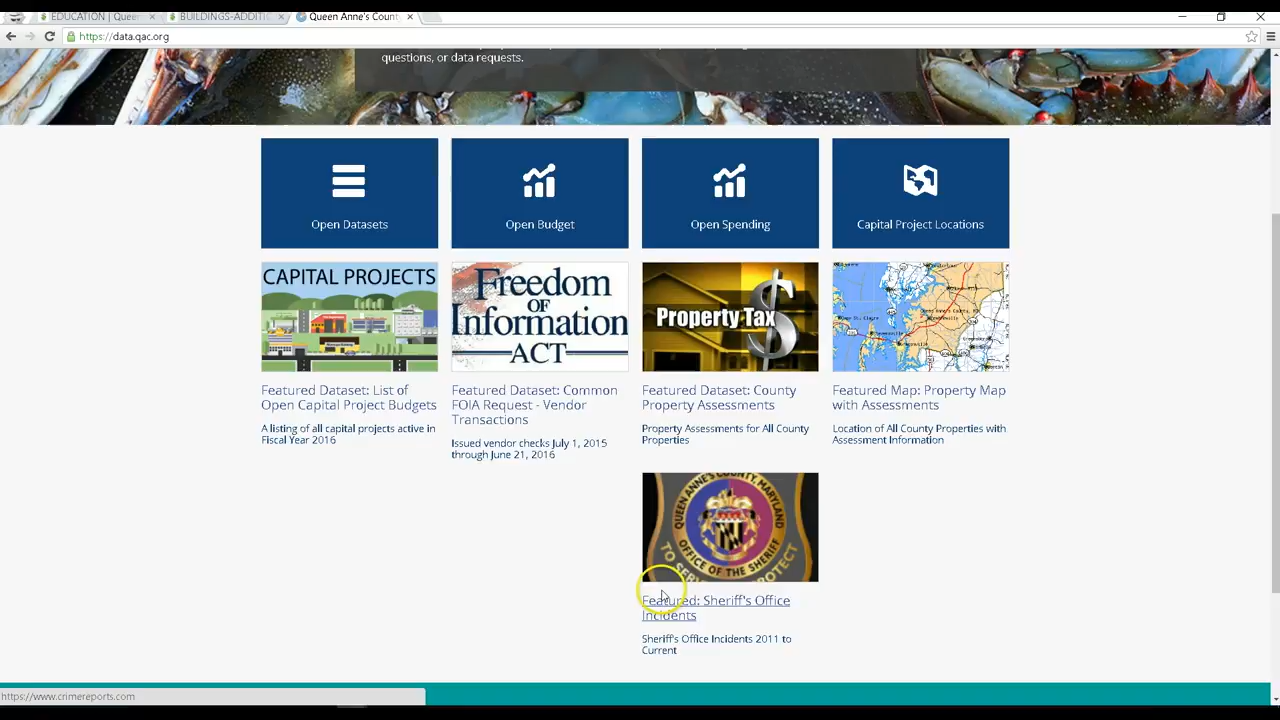 EDUCATION | Queen
BUILDINGS-ADDITIO
Queen Anne's County
https://data.qac.org
questions, or data requests.
Open Datasets
Open Budget
Open Spending
Capital Project Locations
CAPITAL PROJECTS
Freedom
OF
Information
ACT
Property Tax
Featured Dataset: List of
Open Capital Project Budgets
A listing of all capital projects active in
Fiscal Year 2016
Featured Dataset: Common
FOIA Request - Vendor
Transactions
Issued vendor checks July 1, 2015
through June 21, 2016
Featured Dataset: County
Property Assessments
Property Assessments for All County
Properties
Featured Map: Property Map
with Assessments
Location of All County Properties with
Assessment Information
QUEEN ANNE'S COUNTY, MARYLAND
OFFICE OF THE SHERIFF
Featured: Sheriff's Office
Incidents
Sheriff's Office Incidents 2011 to
Current
https://www.crimereports.com